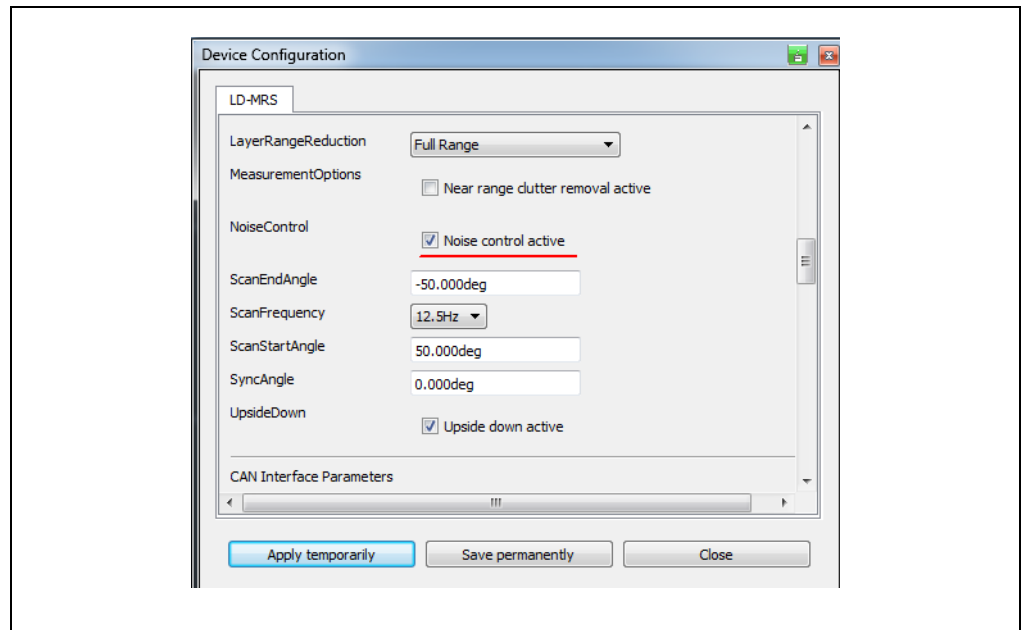 Device Configuration
LD-MRS
LayerRangeReduction Full Range
MeasurementOptions
Near range clutter removal active
NoiseControl
Noise control active
ScanEndAngle -50.000deg
ScanFrequency 12.5Hz
ScanStartAngle 50.000deg
SyncAngle 0.000deg
UpsideDown
Upside down active
CAN Interface Parameters
Apply temporarily Save permanently Close